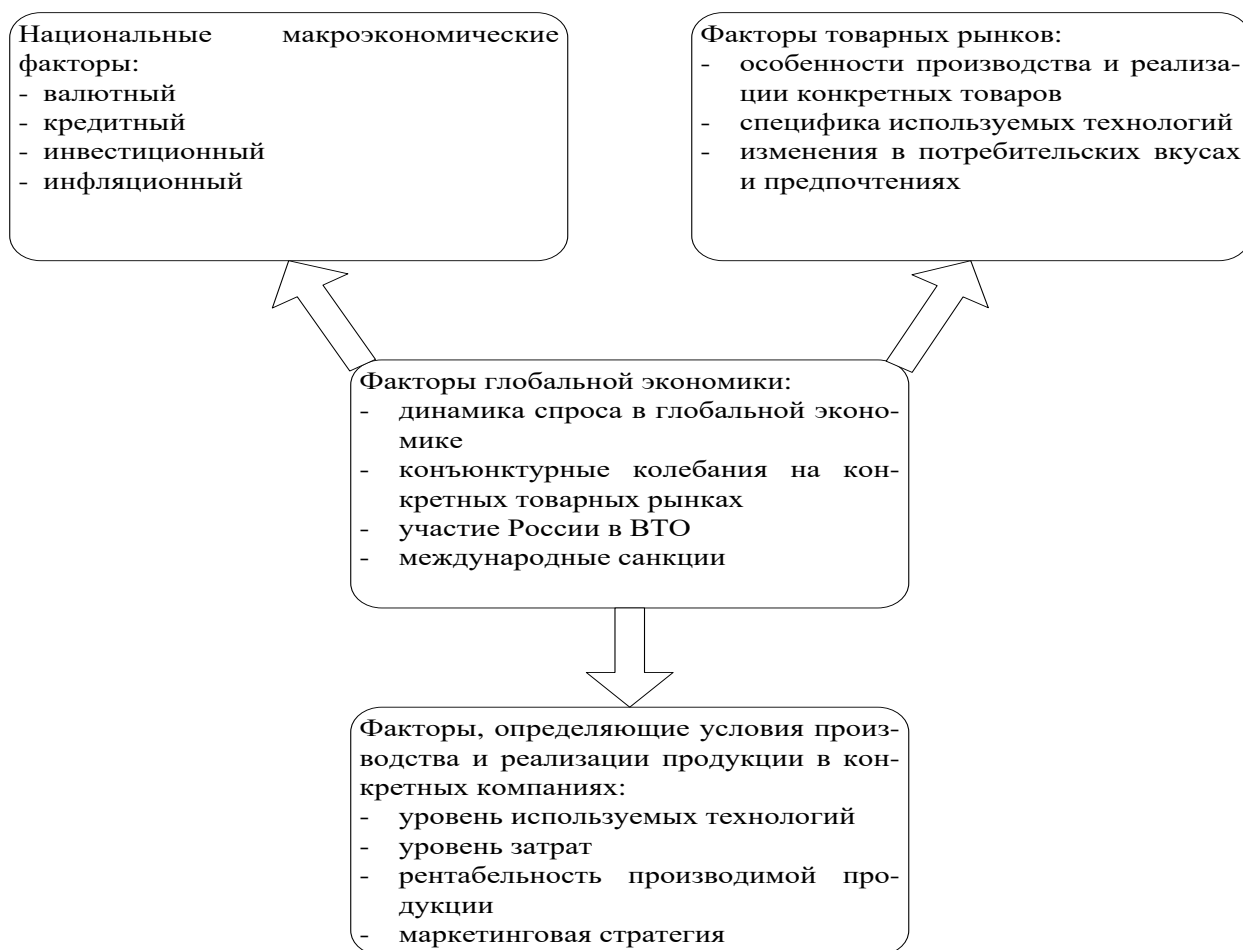 Национальные макроэкономические
факторы:
- валютный
- кредитный
- инвестиционный
- инфляционный
Факторы товарных рынков:
- особенности производства и реализа-
ции конкретных товаров
- специфика используемых технологий
- изменения в потребительских вкусах
и предпочтениях
Факторы глобальной экономики:
- динамика спроса в глобальной эконо-
мике
- конъюнктурные колебания на кон-
кретных товарных рынках
- участие России в ВТО
- международные санкции
Факторы, определяющие условия произ-
водства и реализации продукции в кон-
кретных компаниях:
- уровень используемых технологий
- уровень затрат
- рентабельность производимой про-
дукции
- маркетинговая стратегия